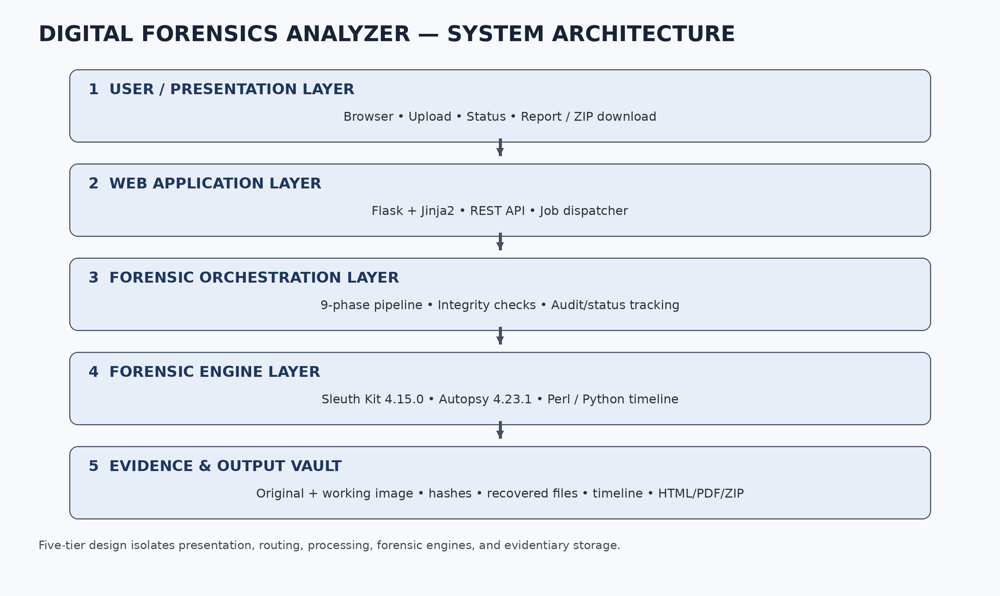 DIGITAL FORENSICS ANALYZER — SYSTEM ARCHITECTURE
1 USER / PRESENTATION LAYER
Browser • Upload • Status • Report / ZIP download
2 WEB APPLICATION LAYER
Flask + Jinja2 • REST API • Job dispatcher
3 FORENSIC ORCHESTRATION LAYER
9-phase pipeline • Integrity checks • Audit/status tracking
4 FORENSIC ENGINE LAYER
Sleuth Kit 4.15.0 • Autopsy 4.23.1 • Perl / Python timeline
5 EVIDENCE & OUTPUT VAULT
Original + working image • hashes • recovered files • timeline • HTML/PDF/ZIP
Five-tier design isolates presentation, routing, processing, forensic engines, and evidentiary storage.